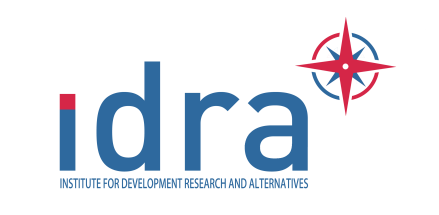 idra
INSTITUTE FOR DEVELOPMENT RESEARCH AND ALTERNATIVES